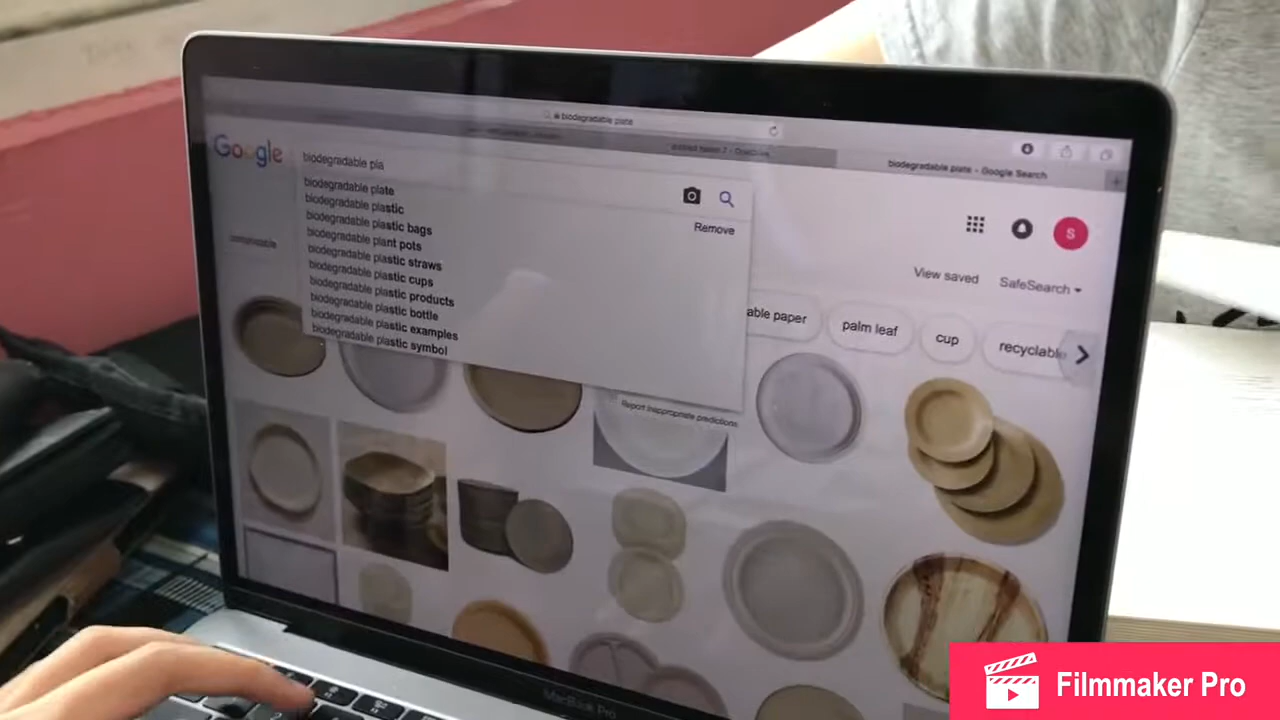 biodegradable plate
biodegradable plate - Google Search
Google
biodegradable pla
biodegradable plate
biodegradable plastic
biodegradable plastic bags
biodegradable plant pots
biodegradable plastic straws
biodegradable plastic cups
biodegradable plastic products
biodegradable plastic bottle
biodegradable plastic examples
biodegradable plastic symbol
Remove
Report inappropriate predictions
S
View saved
SafeSearch
able paper
palm leaf
cup
recyclable
MacBook Pro
Filmmaker Pro